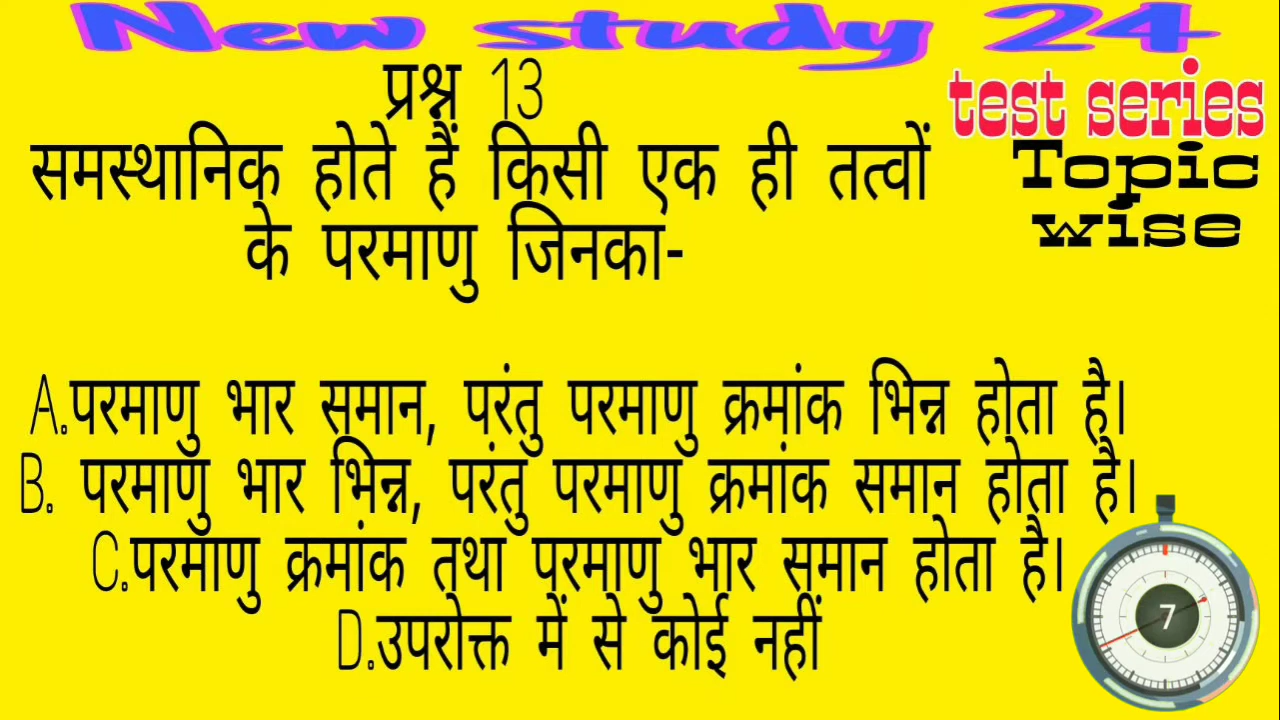 New study 24
test series
Topic
wise
प्रश्न 13
समस्थानिक होते हैं किसी एक ही तत्वों
के परमाणु जिनका-
A.परमाणु भार समान, परंतु परमाणु क्रमांक भिन्न होता है।
B. परमाणु भार भिन्न, परंतु परमाणु क्रमांक समान होता है।
C.परमाणु क्रमांक तथा परमाणु भार समान होता है।
D.उपरोक्त में से कोई नहीं
7